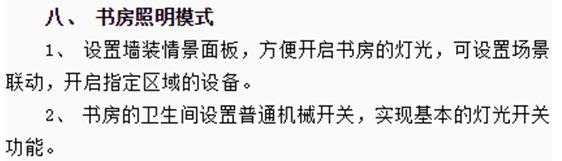 八、 书房照明模式
1、 设置墙装情景面板，方便开启书房的灯光，可设置场景
联动，开启指定区域的设备。
2、 书房的卫生间设置普通机械开关，实现基本的灯光开关
功能。